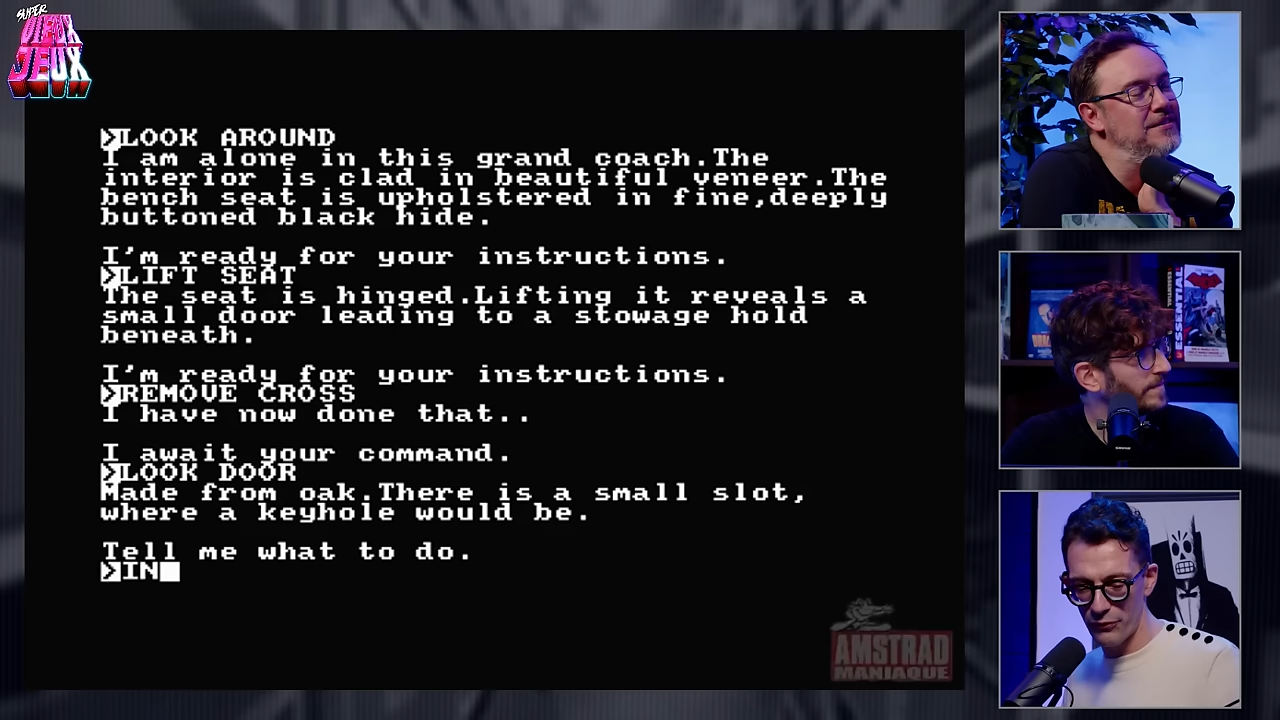 SUPER
DIEUX
JEUX
>LOOK AROUND
I am alone in this grand coach.The
interior is clad in beautiful veneer.The
bench seat is upholstered in fine,deeply
buttoned black hide.
I'm ready for your instructions.
>LIFT SEAT
The seat is hinged.Lifting it reveals a
small door leading to a stowage hold
beneath.
I'm ready for your instructions.
>REMOVE CROSS
I have now done that..
I await your command.
>LOOK DOOR
Made from oak.There is a small slot,
where a keyhole would be.
Tell me what to do.
>IN
AMSTRAD
MANIAQUE
ESSENTIAL